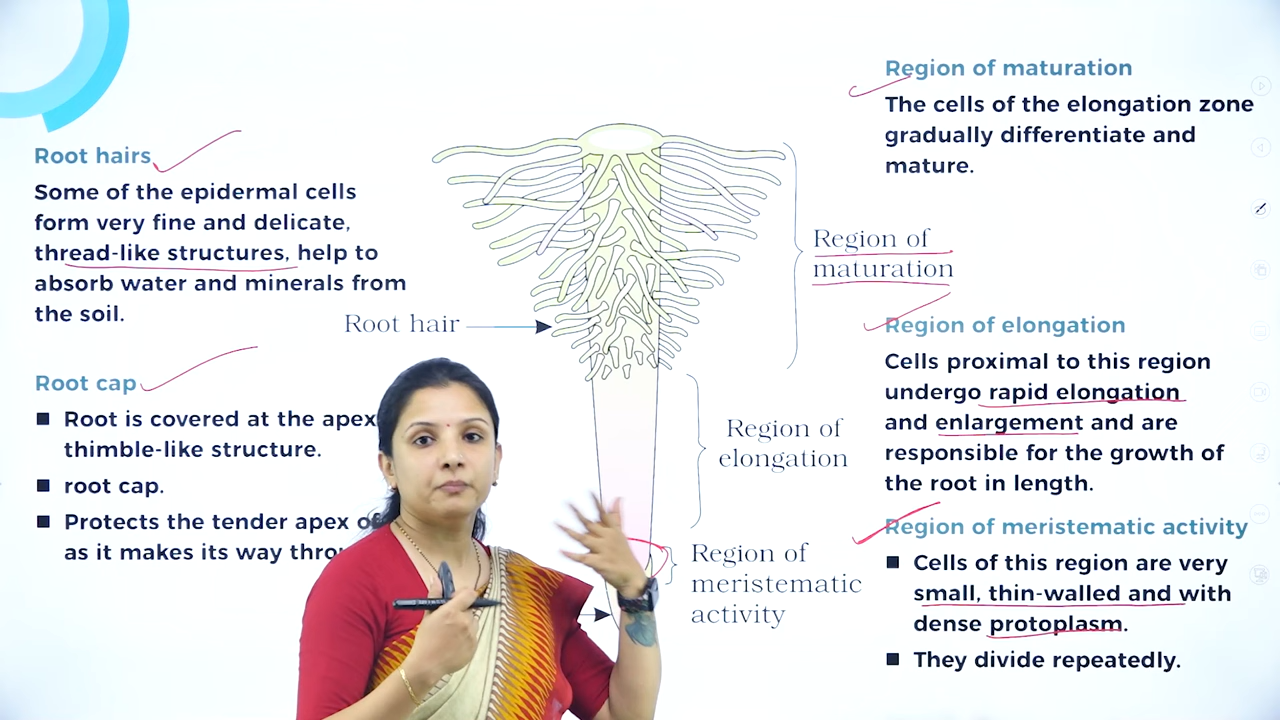 Root hairs
Some of the epidermal cells
form very fine and delicate,
thread-like structures, help to
absorb water and minerals from
the soil.
Root cap
■ Root is covered at the apex
thimble-like structure.
■ root cap.
■ Protects the tender apex of
as it makes its way
Root hair
Region of
maturation
Region of
elongation
Region of
meristematic
activity
Region of maturation
The cells of the elongation zone
gradually differentiate and
mature.
Region of elongation
Cells proximal to this region
undergo rapid elongation
and enlargement and are
responsible for the growth of
the root in length.
Region of meristematic activity
■ Cells of this region are very
small, thin-walled and with
dense protoplasm.
■ They divide repeatedly.